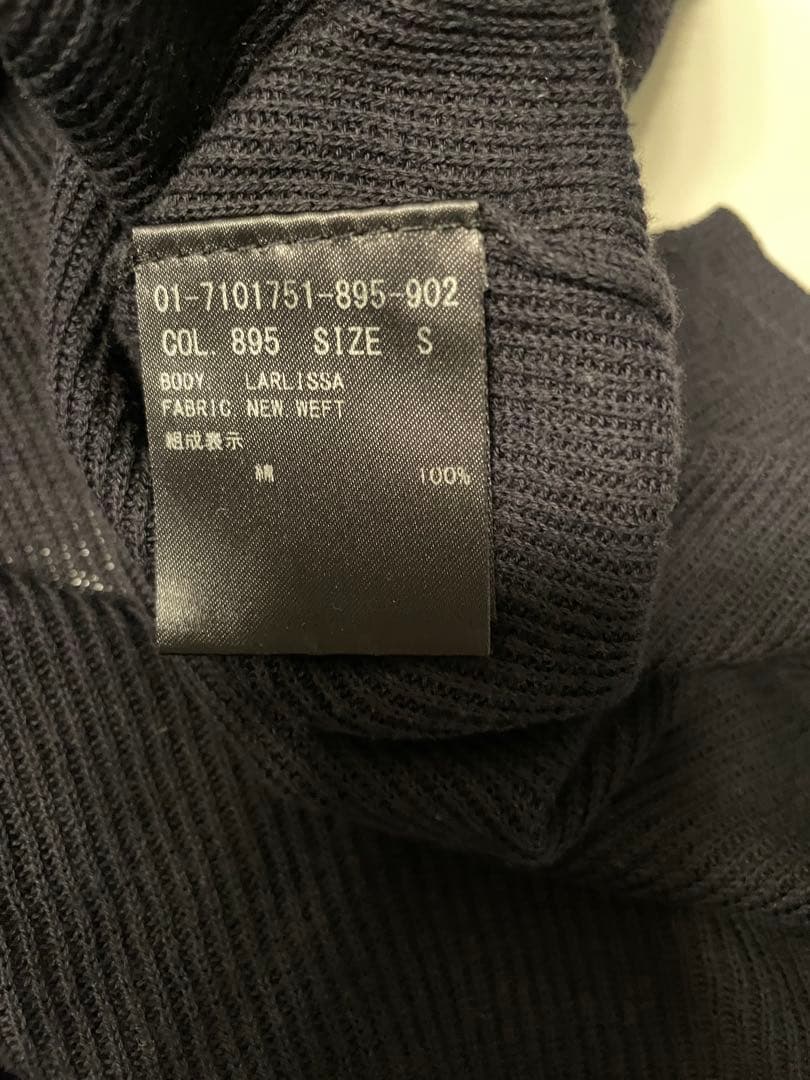 01-7101751-895-902
COL. 895 SIZE S
BODY LARLISSA
FABRIC NEW WEFT
組成表示
綿 100%